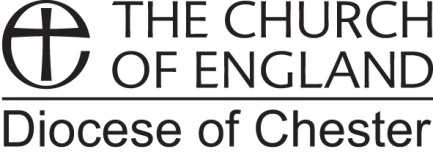 THE CHURCH
OF ENGLAND
Diocese of Chester